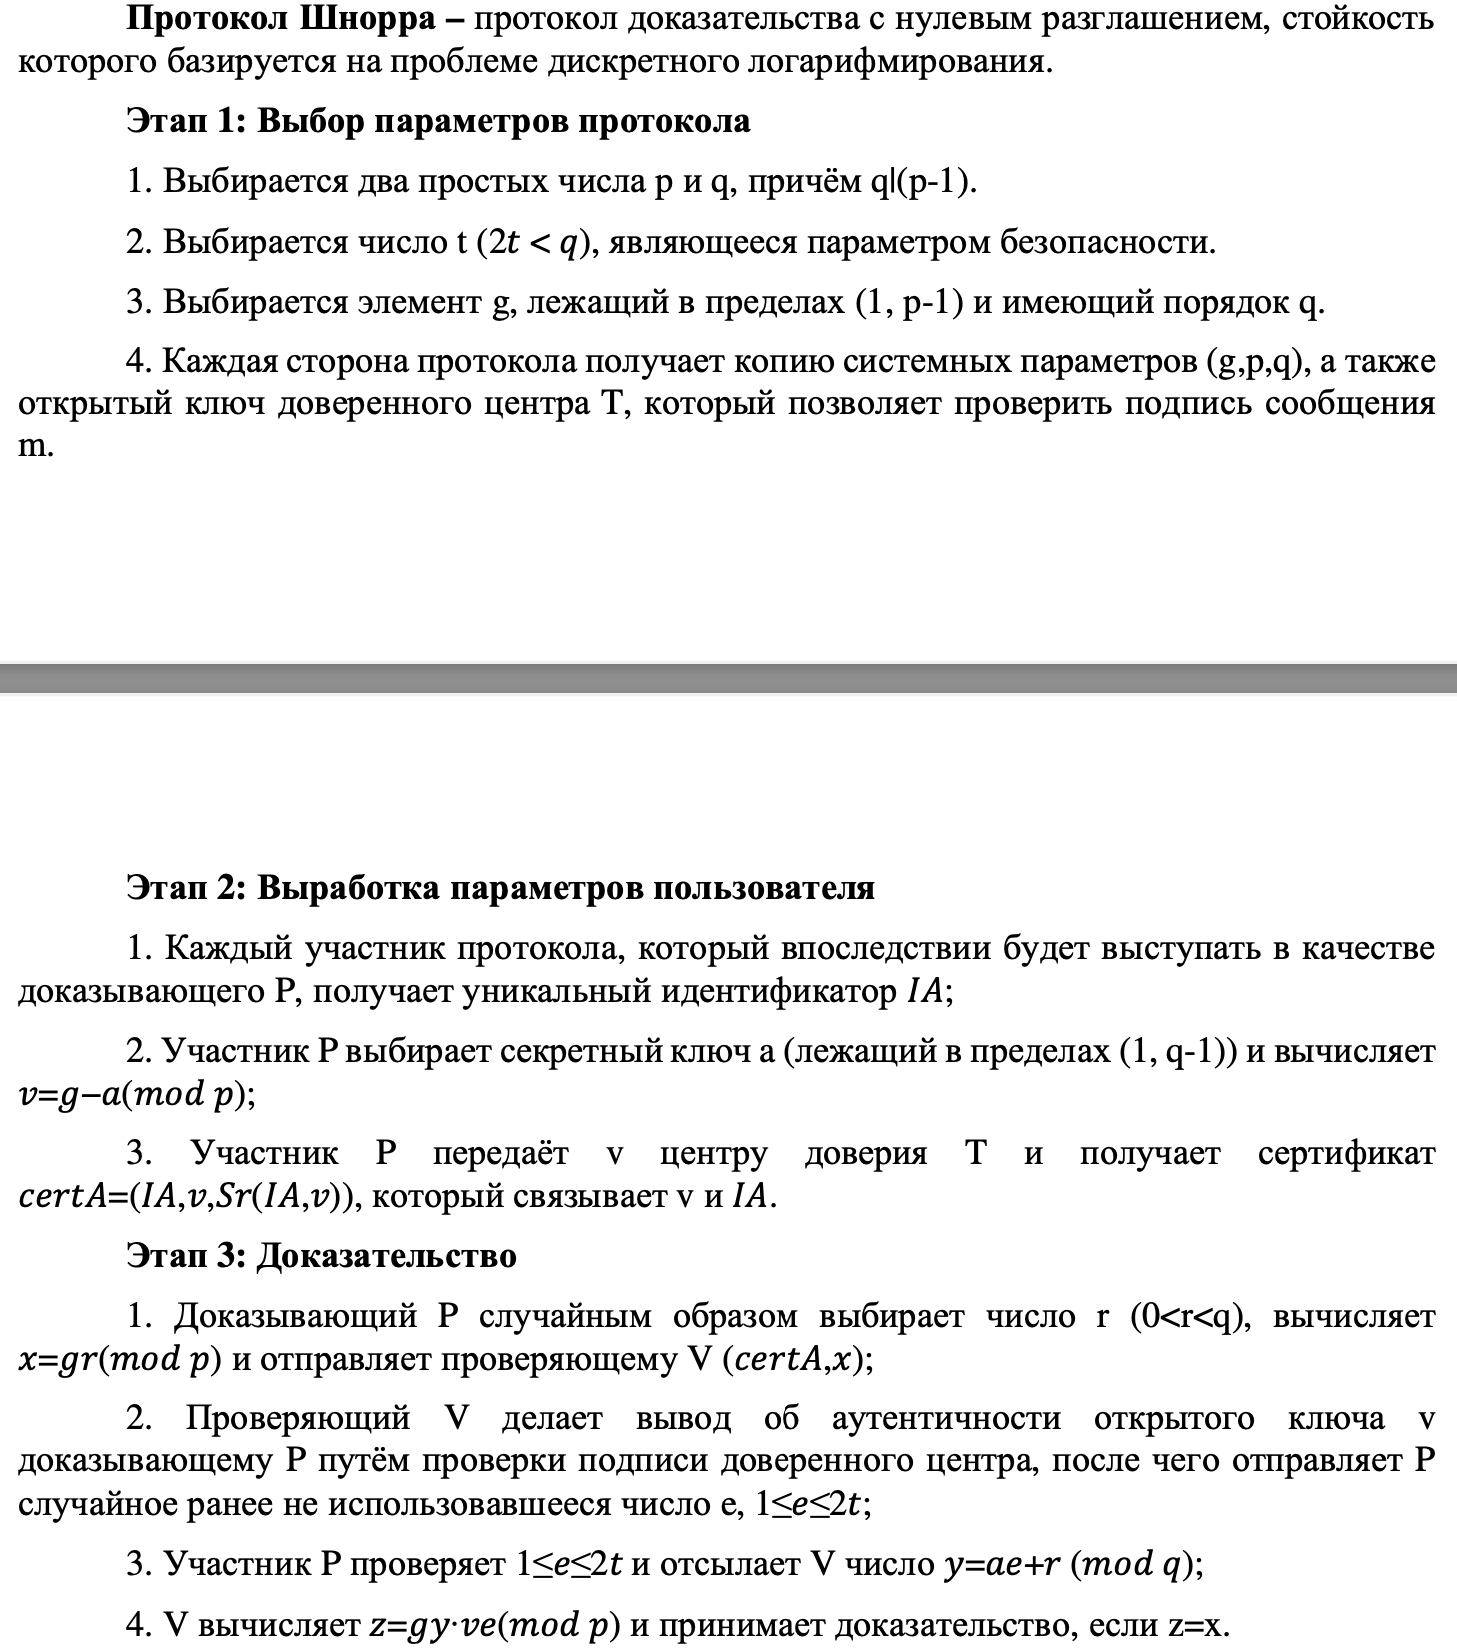 Протокол Шнорра – протокол доказательства с нулевым разглашением, стойкость
которого базируется на проблеме дискретного логарифмирования.
Этап 1: Выбор параметров протокола
1. Выбирается два простых числа p и q, причём q|(p-1).
2. Выбирается число t (2t < q), являющееся параметром безопасности.
3. Выбирается элемент g, лежащий в пределах (1, p-1) и имеющий порядок q.
4. Каждая сторона протокола получает копию системных параметров (g,p,q), а также
открытый ключ доверенного центра T, который позволяет проверить подпись сообщения
m.
Этап 2: Выработка параметров пользователя
1. Каждый участник протокола, который впоследствии будет выступать в качестве
доказывающего P, получает уникальный идентификатор IA;
2. Участник P выбирает секретный ключ a (лежащий в пределах (1, q-1)) и вычисляет
v=g−a(mod p);
3. Участник P передаёт v центру доверия T и получает сертификат
certA=(IA,v,Sr(IA,v)), который связывает v и IA.
Этап 3: Доказательство
1. Доказывающий P случайным образом выбирает число r (0<r<q), вычисляет
x=gr(mod p) и отправляет проверяющему V (certA,x);
2. Проверяющий V делает вывод об аутентичности открытого ключа v
доказывающему P путём проверки подписи доверенного центра, после чего отправляет P
случайное ранее не использовавшееся число e, 1≤e≤2t;
3. Участник P проверяет 1≤e≤2t и отсылает V число y=ae+r (mod q);
4. V вычисляет z=gy·ve(mod p) и принимает доказательство, если z=x.